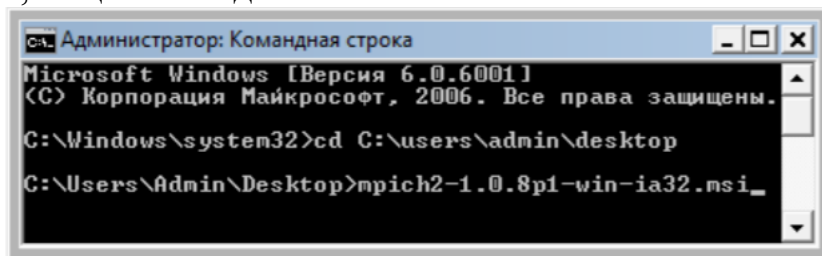 Администратор: Командная строка
Microsoft Windows [Версия 6.0.6001]
(C) Корпорация Майкрософт, 2006. Все права защищены.
C:\Windows\system32>cd C:\users\admin\desktop
C:\Users\Admin\Desktop>mpich2-1.0.8p1-win-ia32.msi_